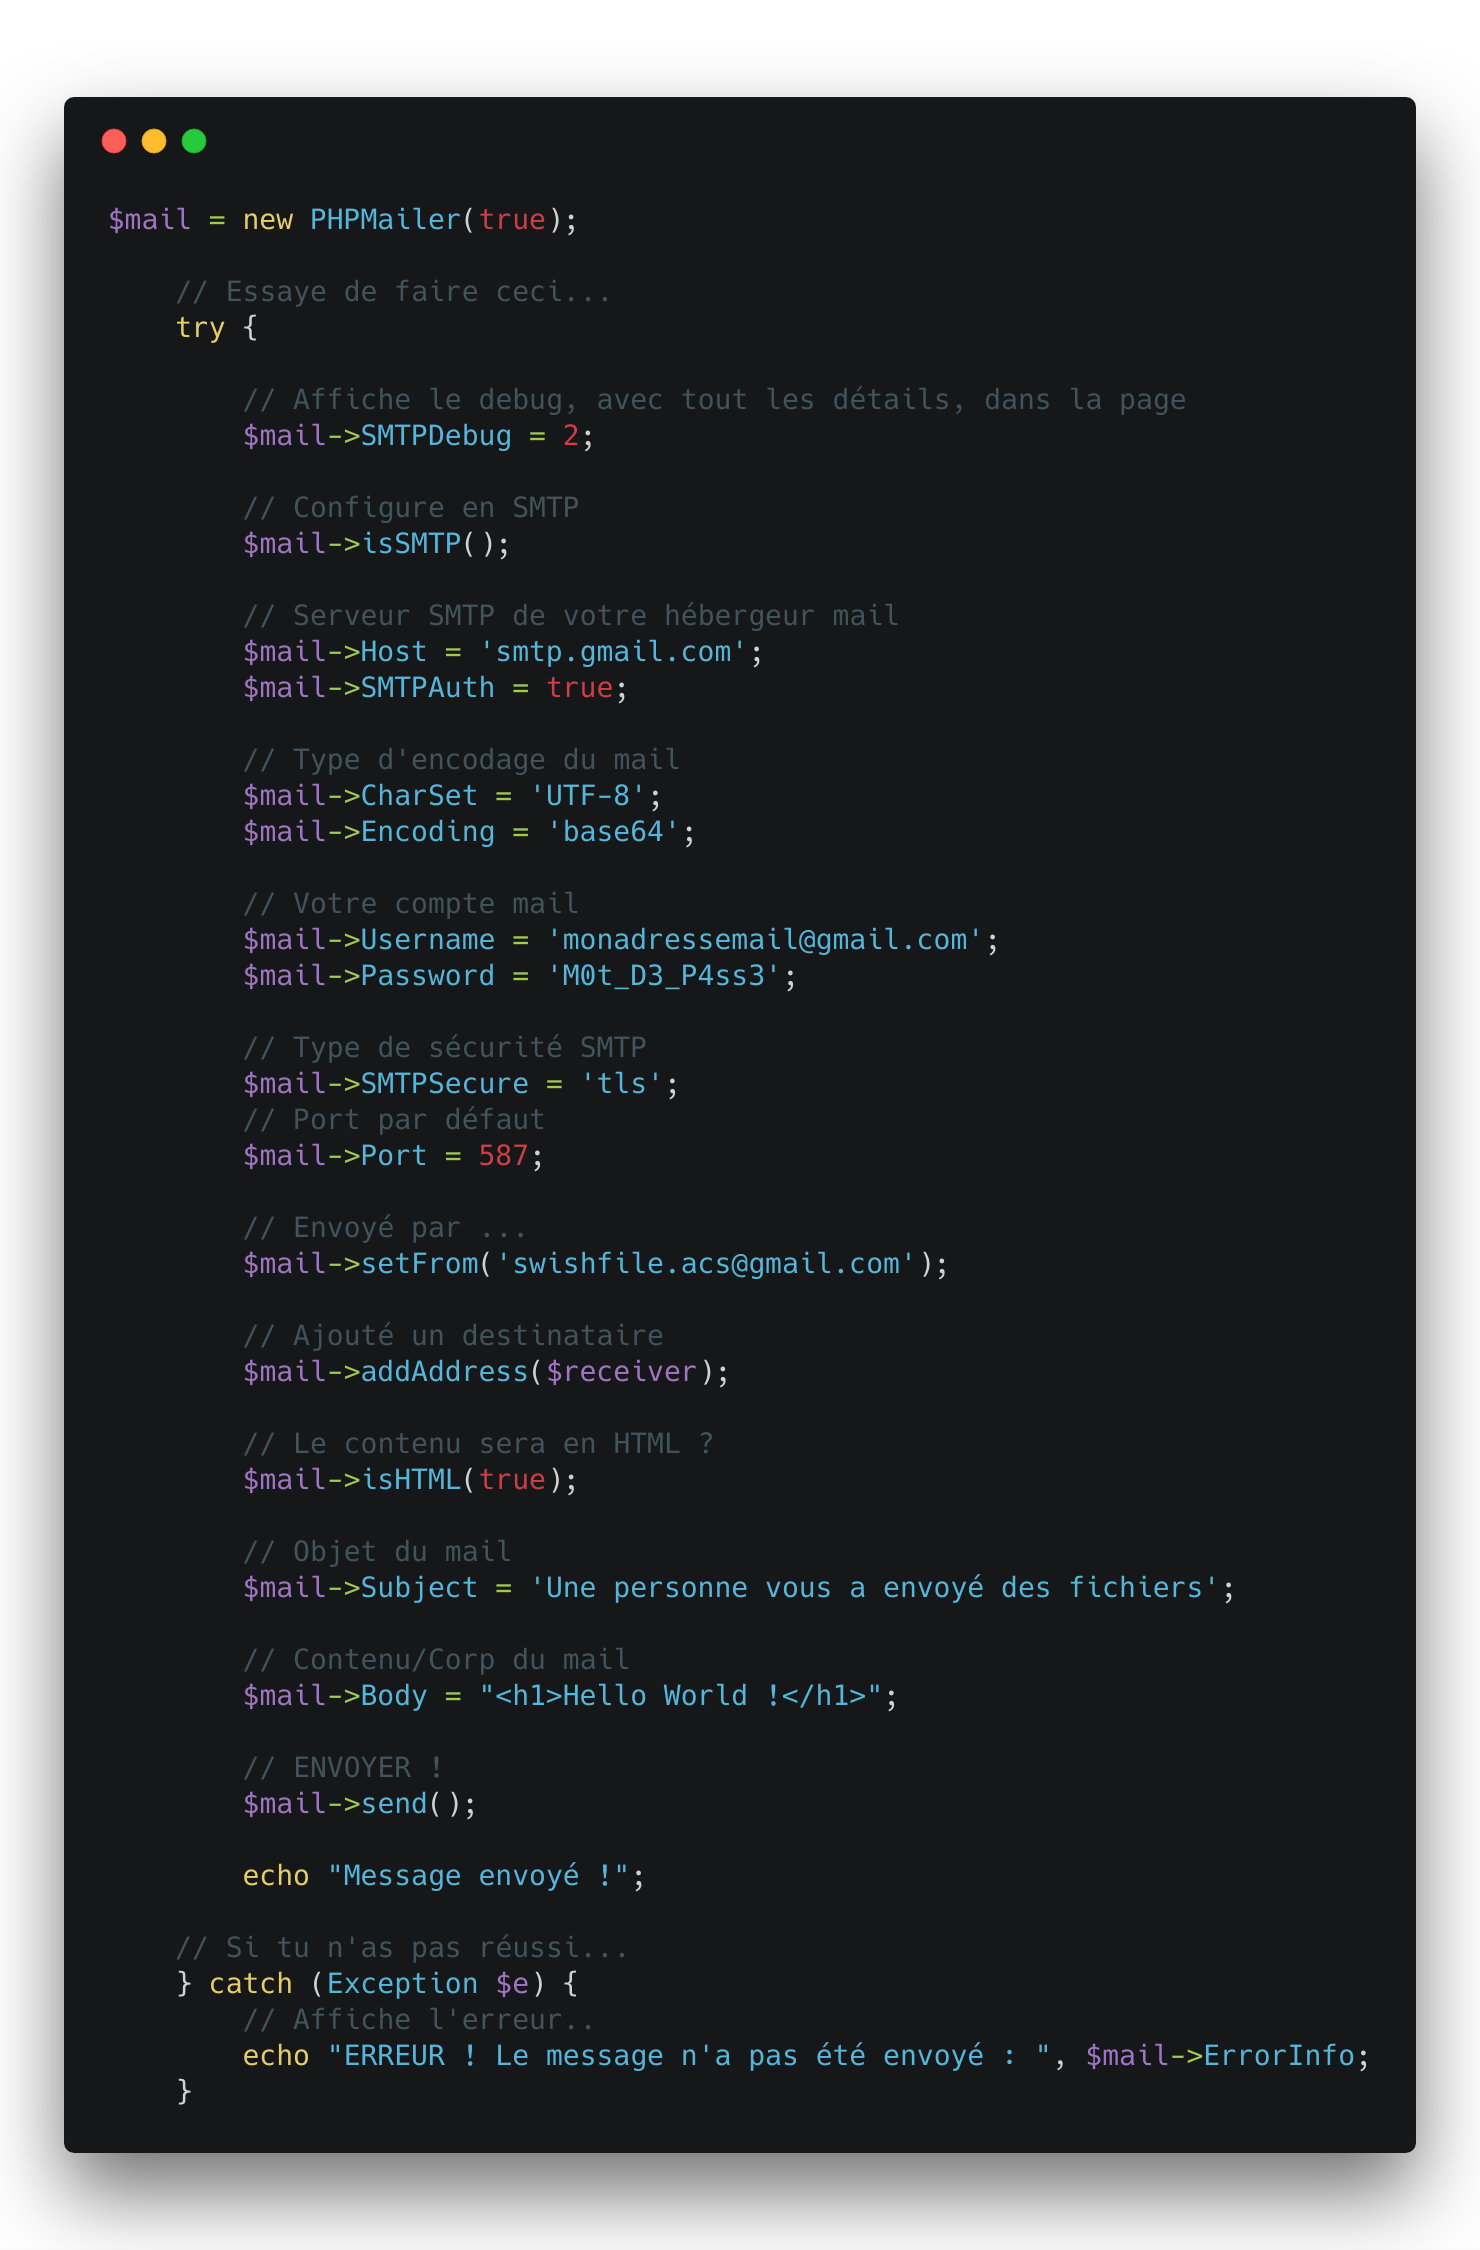 $mail = new PHPMailer(true);
// Essaye de faire ceci...
try {
// Affiche le debug, avec tout les détails, dans la page
$mail->SMTPDebug = 2;
// Configure en SMTP
$mail->isSMTP();
// Serveur SMTP de votre hébergeur mail
$mail->Host = 'smtp.gmail.com';
$mail->SMTPAuth = true;
// Type d'encodage du mail
$mail->CharSet = 'UTF-8';
$mail->Encoding = 'base64';
// Votre compte mail
$mail->Username = 'monadressemail@gmail.com';
$mail->Password = 'M0t_D3_P4ss3';
// Type de sécurité SMTP
$mail->SMTPSecure = 'tls';
// Port par défaut
$mail->Port = 587;
// Envoyé par ...
$mail->setFrom('swishfile.acs@gmail.com');
// Ajouté un destinataire
$mail->addAddress($receiver);
// Le contenu sera en HTML ?
$mail->isHTML(true);
// Objet du mail
$mail->Subject = 'Une personne vous a envoyé des fichiers';
// Contenu/Corp du mail
$mail->Body = "<h1>Hello World !</h1>";
// ENVOYER !
$mail->send();
echo "Message envoyé !";
// Si tu n'as pas réussi...
} catch (Exception $e) {
// Affiche l'erreur..
echo "ERREUR ! Le message n'a pas été envoyé : ", $mail->ErrorInfo;
}